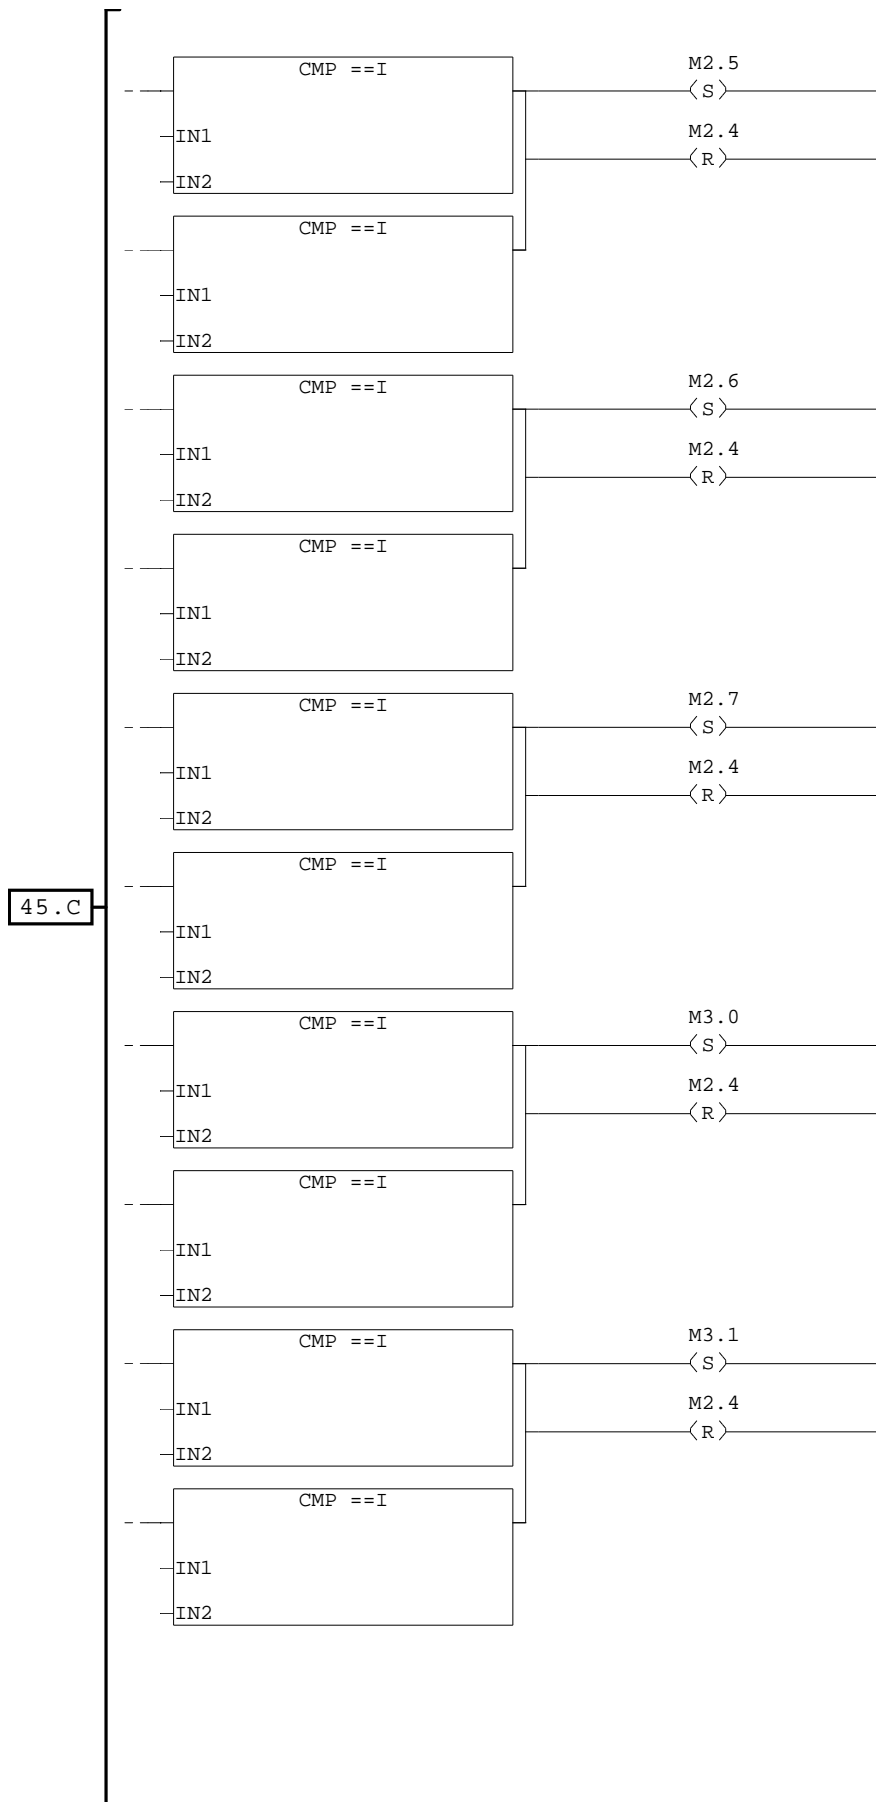 CMP ==I
M2.5
( S )
M2.4
IN1
( R )
IN2
CMP ==I
IN1
IN2
CMP ==I
M2.6
( S )
M2.4
IN1
( R )
IN2
CMP ==I
IN1
IN2
CMP ==I
M2.7
( S )
M2.4
IN1
( R )
IN2
CMP ==I
45.C
IN1
IN2
CMP ==I
M3.0
( S )
M2.4
IN1
( R )
IN2
CMP ==I
IN1
IN2
CMP ==I
M3.1
( S )
M2.4
IN1
( R )
IN2
CMP ==I
IN1
IN2